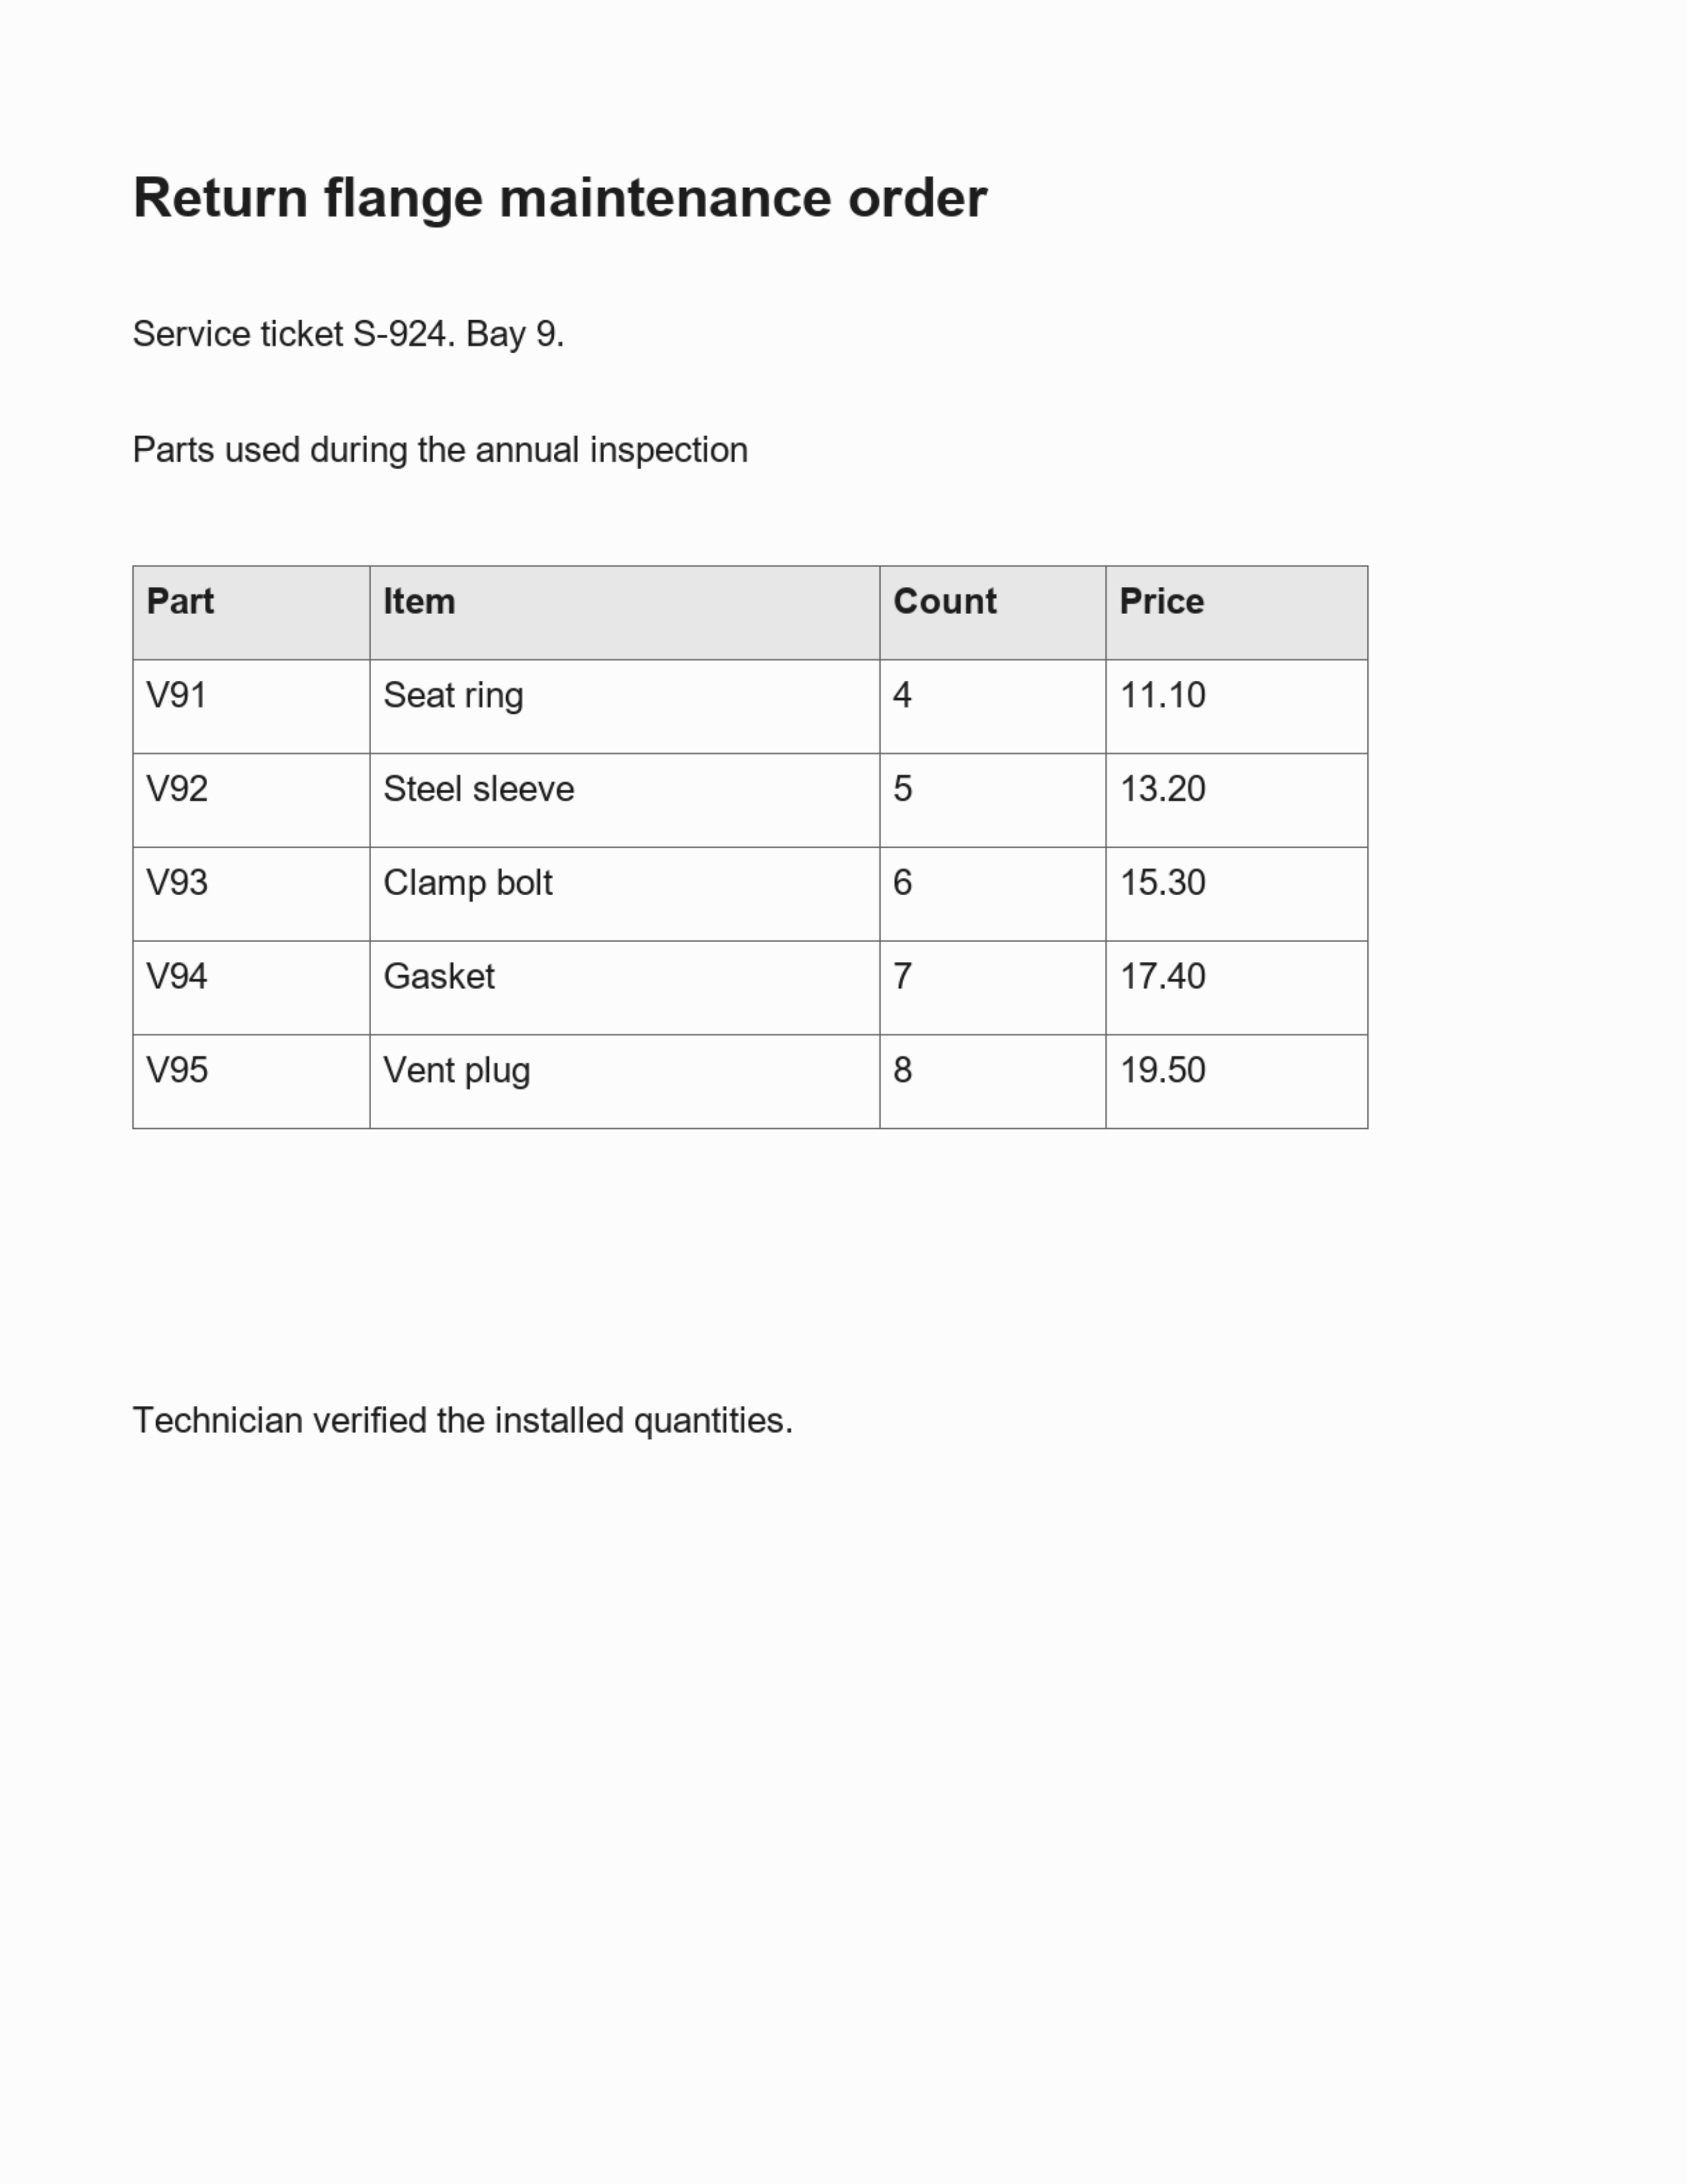 Return flange maintenance order
Service ticket S-924. Bay 9.
Parts used during the annual inspection
Part Item Count Price
V91 Seat ring 4 11.10
V92 Steel sleeve 5 13.20
V93 Clamp bolt 6 15.30
V94 Gasket 7 17.40
V95 Vent plug 8 19.50
Technician verified the installed quantities.